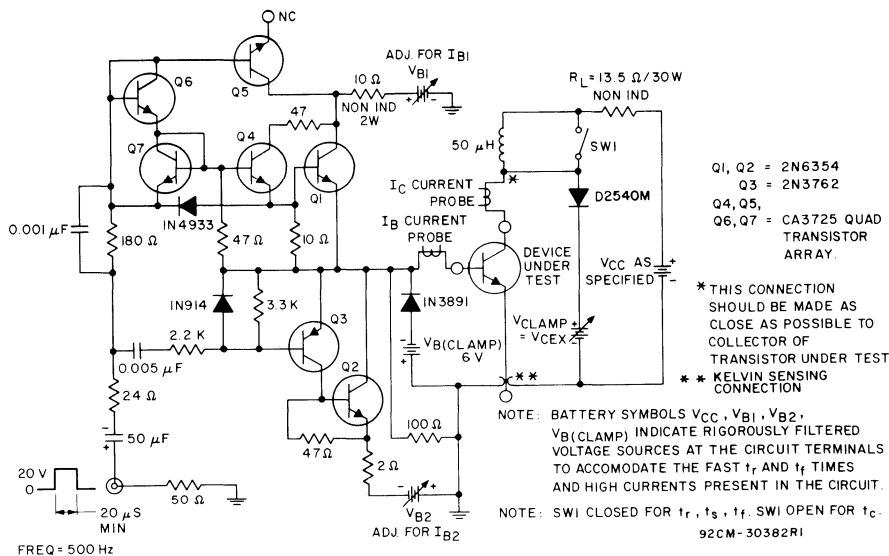 NC
ADJ. FOR IB1
VB1
+ -
10 Ω
NON IND
2W
RL = 13.5 Ω / 30 W
NON IND
Q6
Q5
47
50 μH
SW1
Q7
Q4
Q1
IC CURRENT
PROBE
*
D2540M
Q1, Q2 = 2N6354
Q3 = 2N3762
Q4, Q5,
Q6, Q7 = CA3725 QUAD
TRANSISTOR
ARRAY.
0.001 μF
180 Ω
IN4933
47 Ω
10 Ω
IB CURRENT
PROBE
DEVICE
UNDER
TEST
VCC AS
SPECIFIED
+
-
IN914
3.3 K
Q3
IN3891
VCLAMP
= VCEX
+
-
* THIS CONNECTION
SHOULD BE MADE AS
CLOSE AS POSSIBLE TO
COLLECTOR OF
TRANSISTOR UNDER TEST
2.2 K
0.005 μF
Q2
-
+
VB(CLAMP)
6 V
* *
* * KELVIN SENSING
CONNECTION
24 Ω
-
+
50 μF
47 Ω
100 Ω
2 Ω
- +
VB2
ADJ. FOR IB2
NOTE: BATTERY SYMBOLS VCC, VB1, VB2,
VB(CLAMP) INDICATE RIGOROUSLY FILTERED
VOLTAGE SOURCES AT THE CIRCUIT TERMINALS
TO ACCOMODATE THE FAST tr AND tf TIMES
AND HIGH CURRENTS PRESENT IN THE CIRCUIT.
20 V
0
20 μS
MIN
50 Ω
FREQ = 500 Hz
NOTE: SW1 CLOSED FOR tr, ts, tf. SW1 OPEN FOR tc.
92CM-30382R1